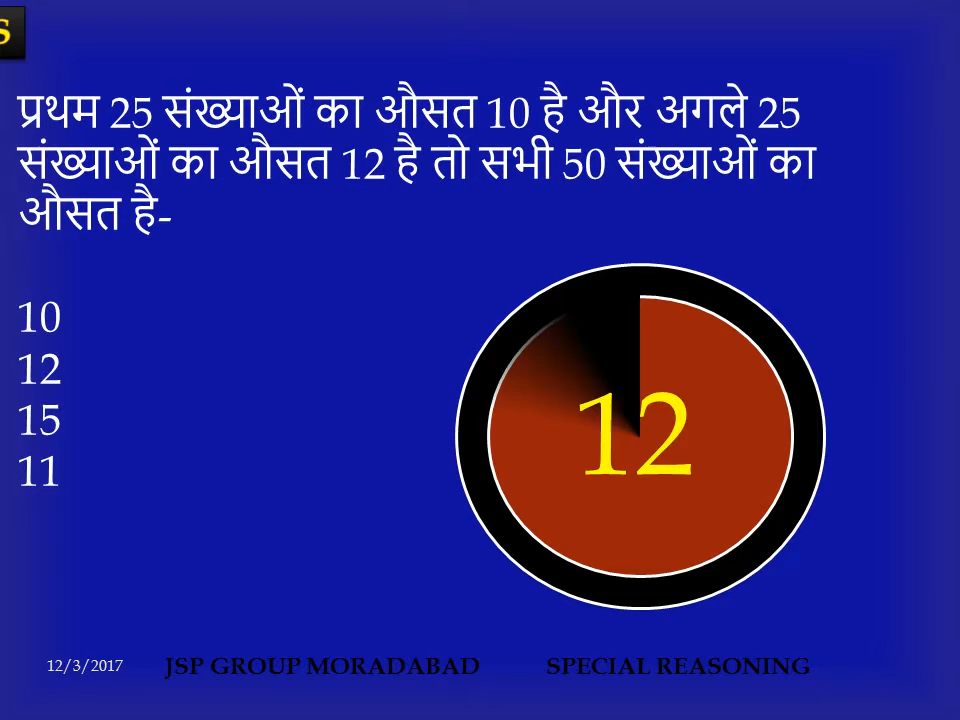 S
प्रथम 25 संख्याओं का औसत 10 है और अगले 25
संख्याओं का औसत 12 है तो सभी 50 संख्याओं का
औसत है-
10
12
15
11
12
12/3/2017 JSP GROUP MORADABAD SPECIAL REASONING